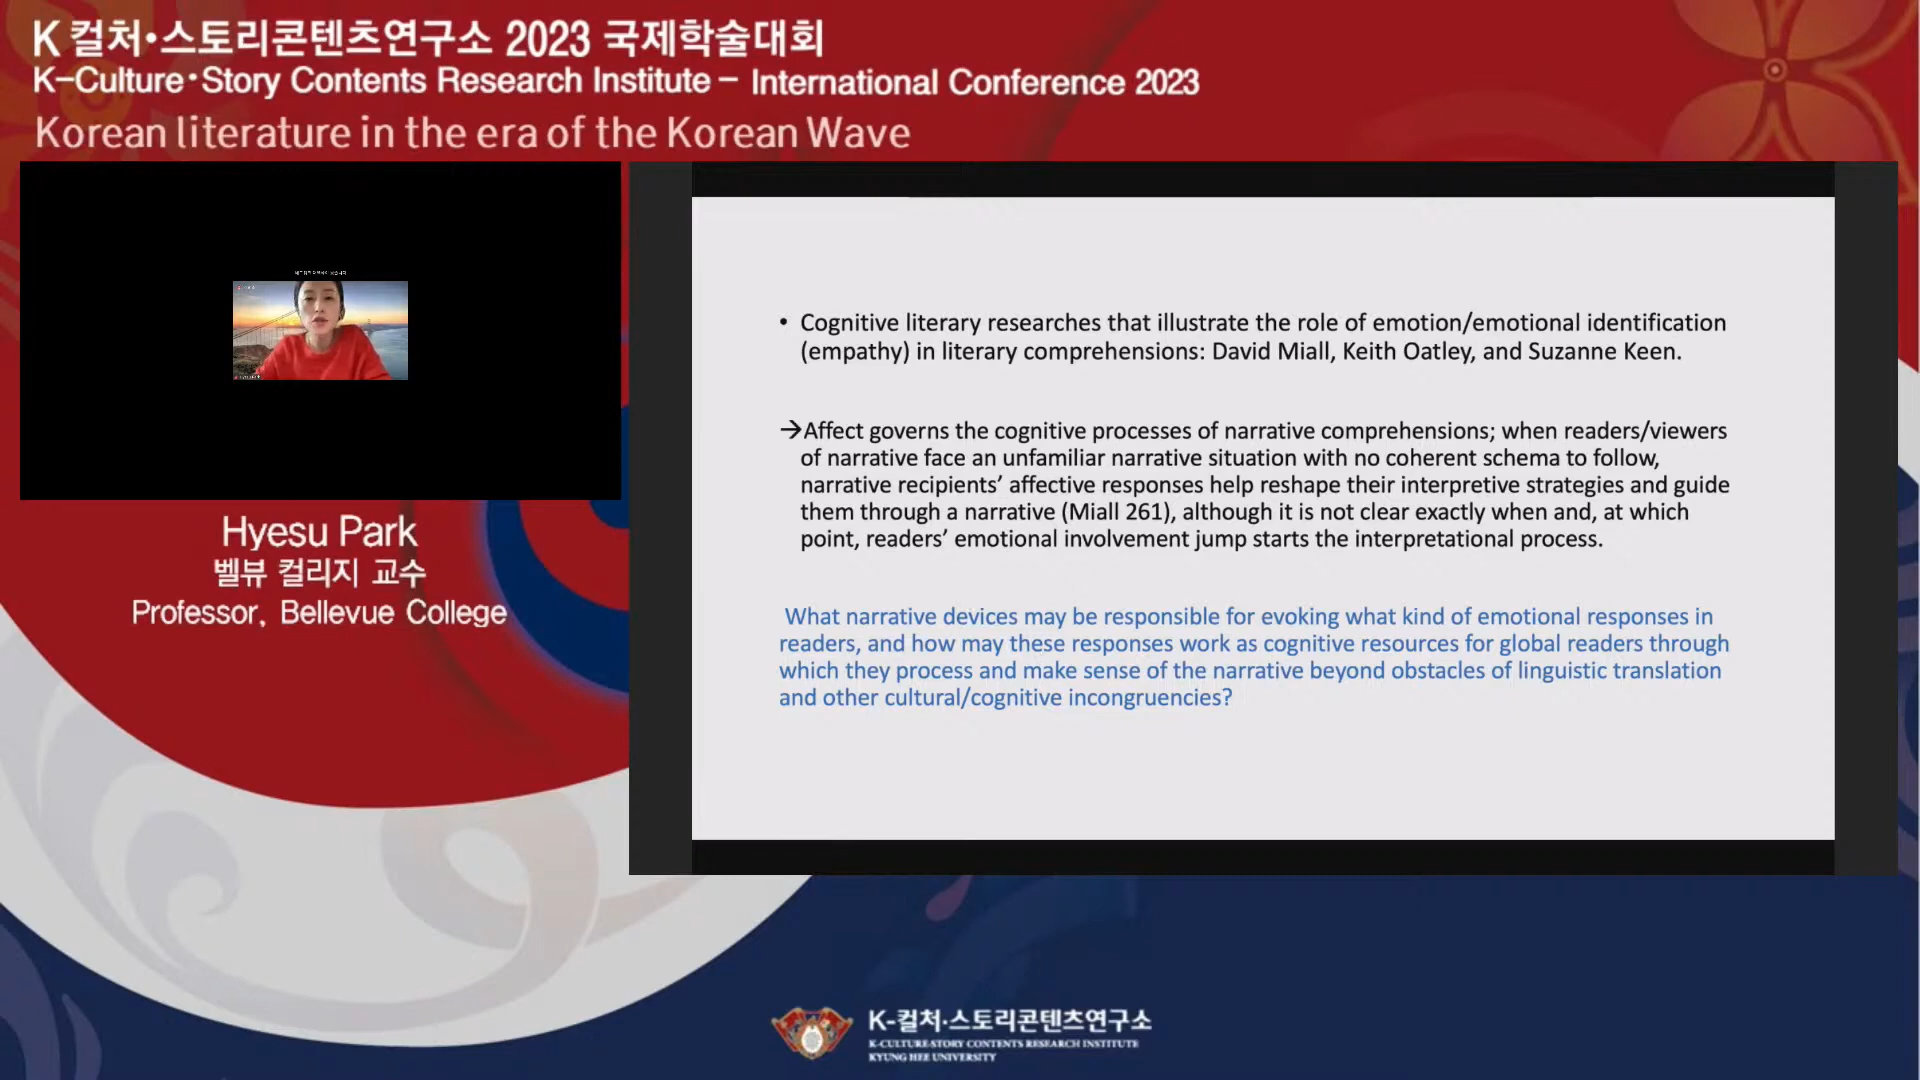 K 컬처•스토리콘텐츠연구소 2023 국제학술대회
K-Culture•Story Contents Research Institute – International Conference 2023
Korean literature in the era of the Korean Wave
Hyesu Park
벨뷰 컬리지 교수
Professor, Bellevue College
• Cognitive literary researches that illustrate the role of emotion/emotional identification
(empathy) in literary comprehensions: David Miall, Keith Oatley, and Suzanne Keen.
→Affect governs the cognitive processes of narrative comprehensions; when readers/viewers
of narrative face an unfamiliar narrative situation with no coherent schema to follow,
narrative recipients’ affective responses help reshape their interpretive strategies and guide
them through a narrative (Miall 261), although it is not clear exactly when and, at which
point, readers’ emotional involvement jump starts the interpretational process.
What narrative devices may be responsible for evoking what kind of emotional responses in
readers, and how may these responses work as cognitive resources for global readers through
which they process and make sense of the narrative beyond obstacles of linguistic translation
and other cultural/cognitive incongruencies?
K-컬처•스토리콘텐츠연구소
K-CULTURE•STORY CONTENTS RESEARCH INSTITUTE
KYUNG HEE UNIVERSITY